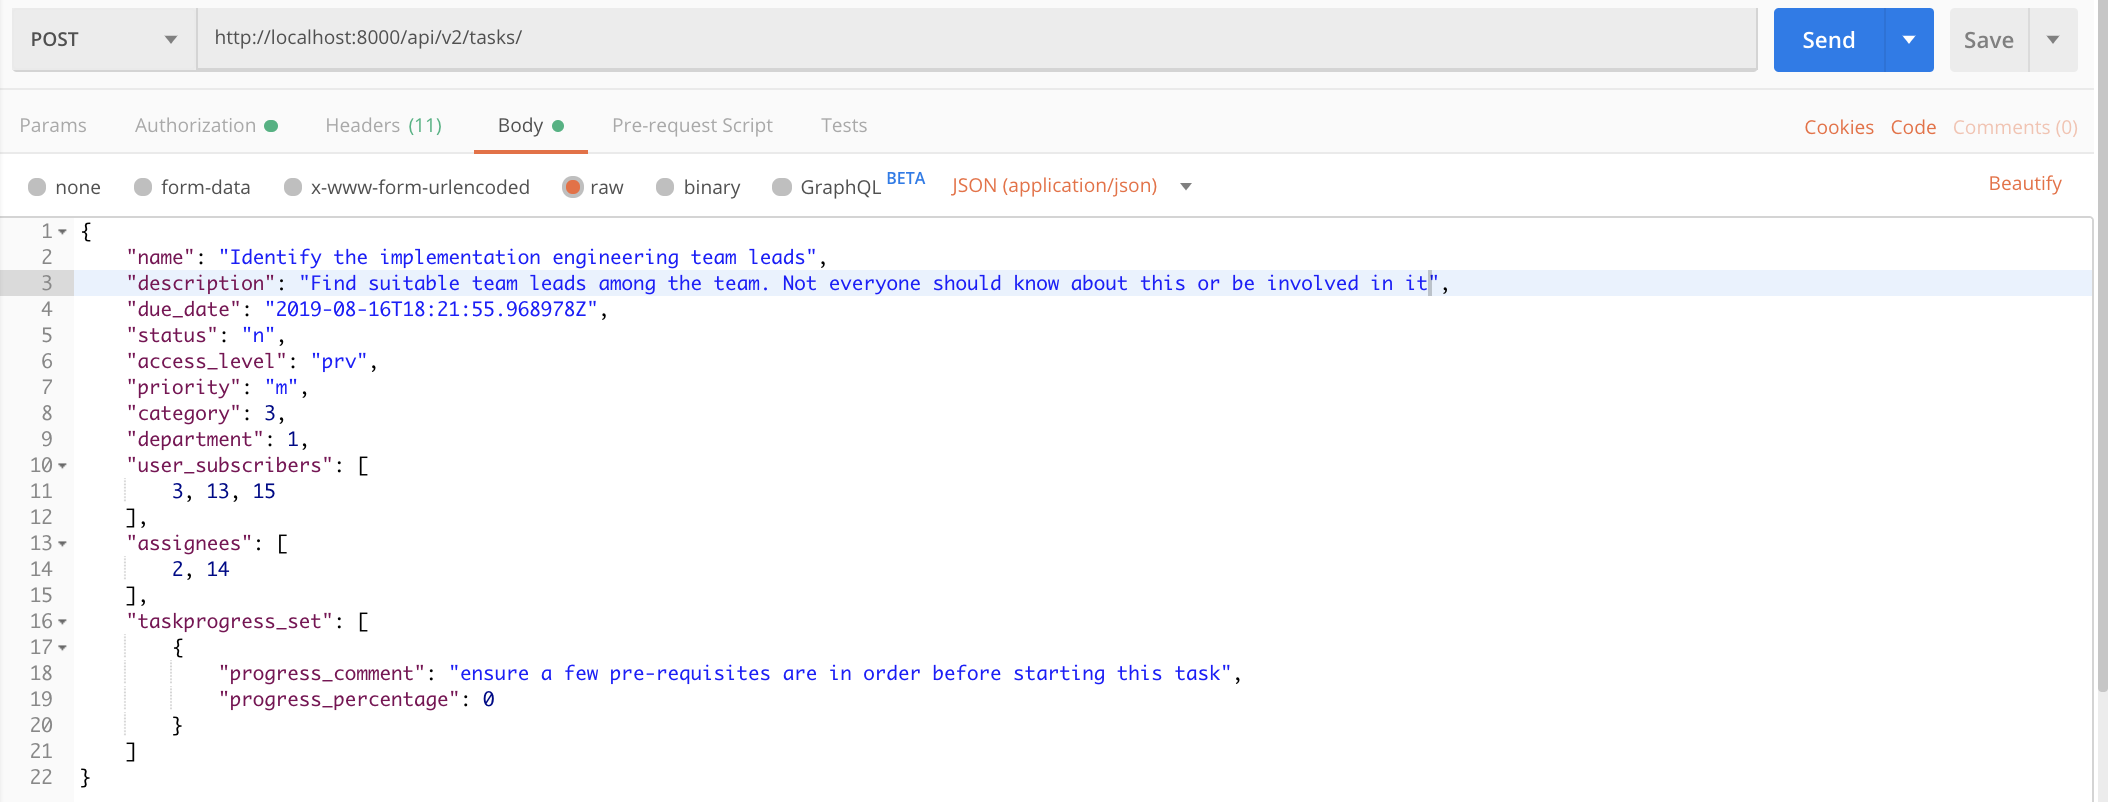 POST http://localhost:8000/api/v2/tasks/ Send Save
Params Authorization Headers (11) Body Pre-request Script Tests Cookies Code Comments (0)
none form-data x-www-form-urlencoded raw binary GraphQL BETA JSON (application/json) Beautify
1 {
2 "name": "Identify the implementation engineering team leads",
3 "description": "Find suitable team leads among the team. Not everyone should know about this or be involved in it",
4 "due_date": "2019-08-16T18:21:55.968978Z",
5 "status": "n",
6 "access_level": "prv",
7 "priority": "m",
8 "category": 3,
9 "department": 1,
10 "user_subscribers": [
11 3, 13, 15
12 ],
13 "assignees": [
14 2, 14
15 ],
16 "taskprogress_set": [
17 {
18 "progress_comment": "ensure a few pre-requisites are in order before starting this task",
19 "progress_percentage": 0
20 }
21 ]
22 }